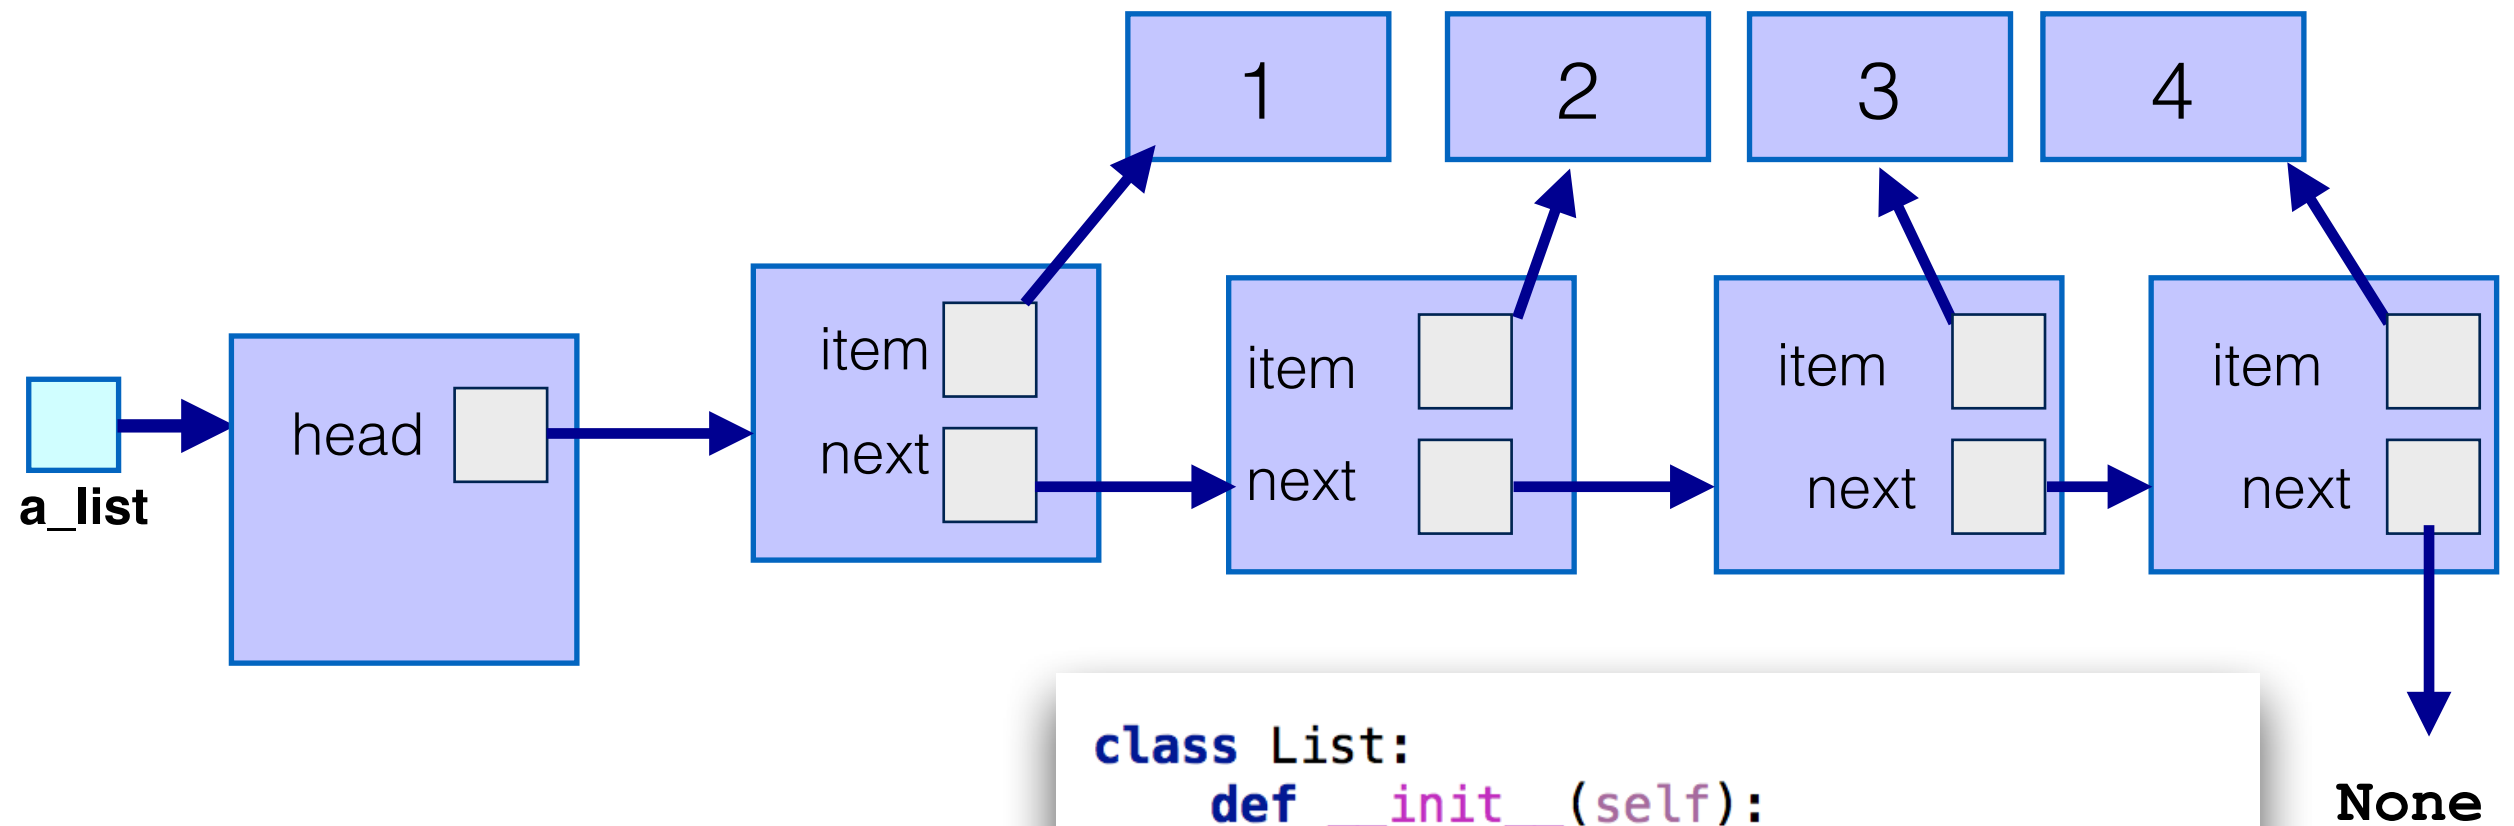 1 2 3 4
item item item item
head
next next next next
a_list
class List:
def __init__(self):
None